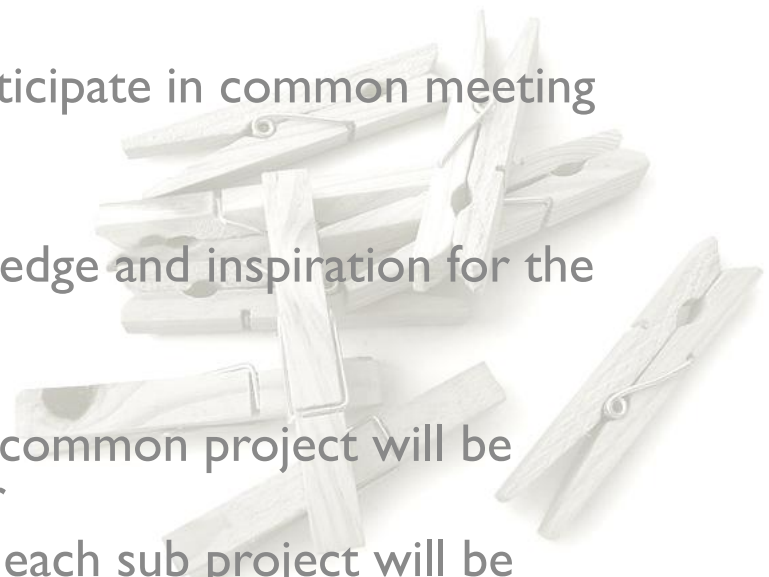 ticipate in common meeting
edge and inspiration for the
common project will be
each sub project will be